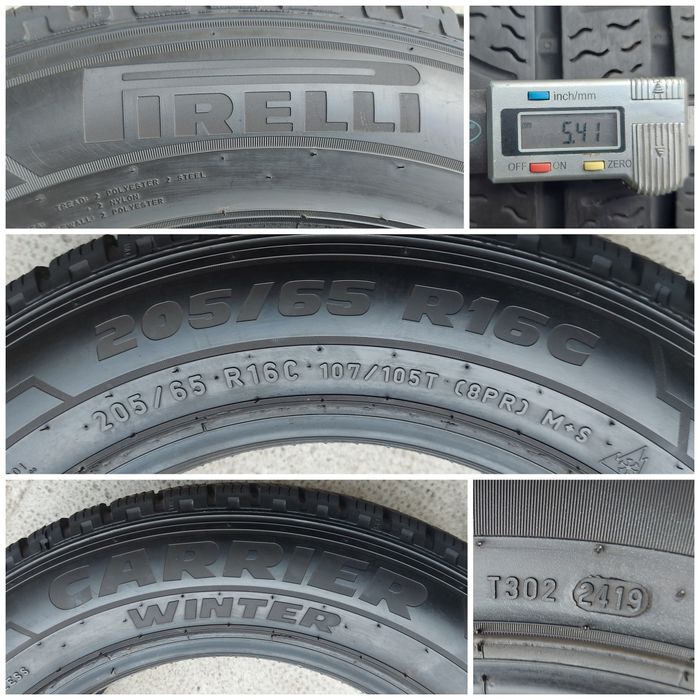 PIRELLI
TREAD: 2 POLYESTER 2 STEEL
2 NYLON
2 POLYESTER
inch/mm
5.41
OFF ON ZERO
205/65 R16C
205/65 R16C 107/105T (8PR) M+S
CARRIER
WINTER
T302 2419